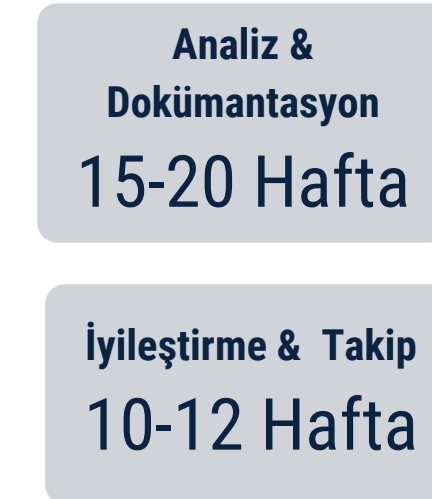 Analiz &
Dokümantasyon
15-20 Hafta
İyileştirme & Takip
10-12 Hafta